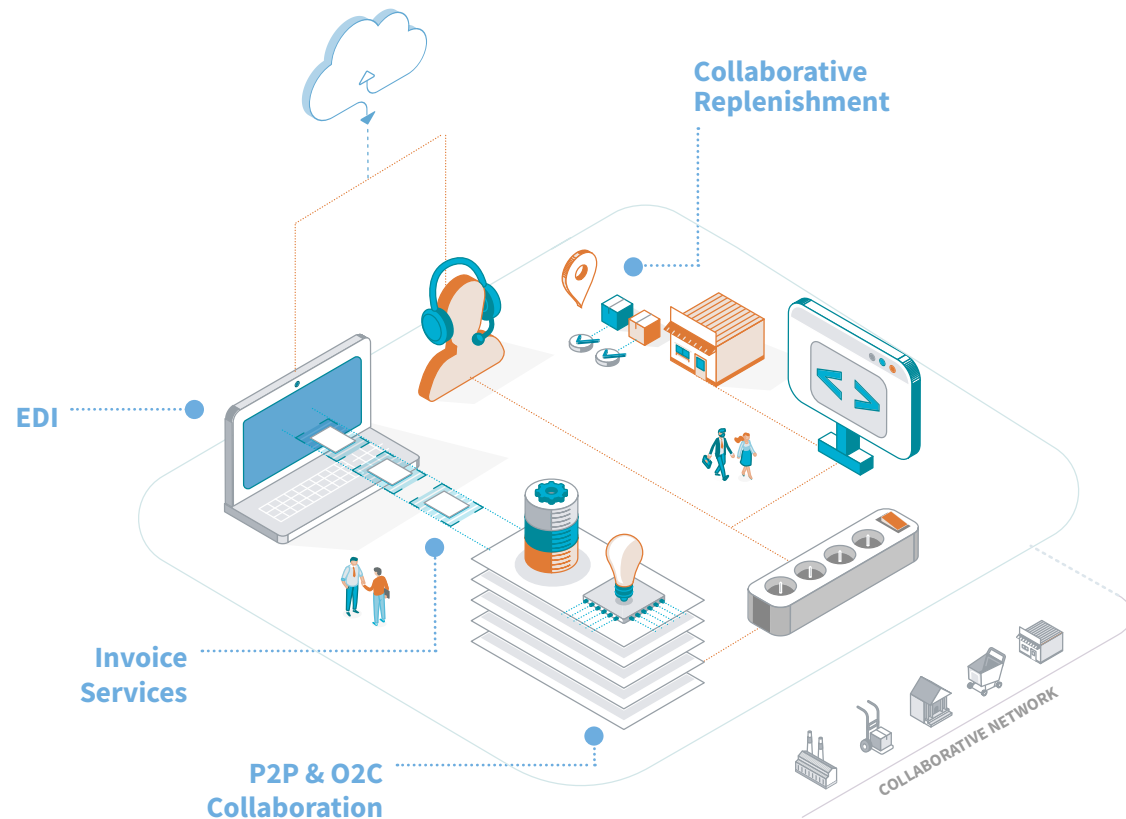 Collaborative
Replenishment
EDI
Invoice
Services
P2P & O2C
Collaboration
COLLABORATIVE NETWORK